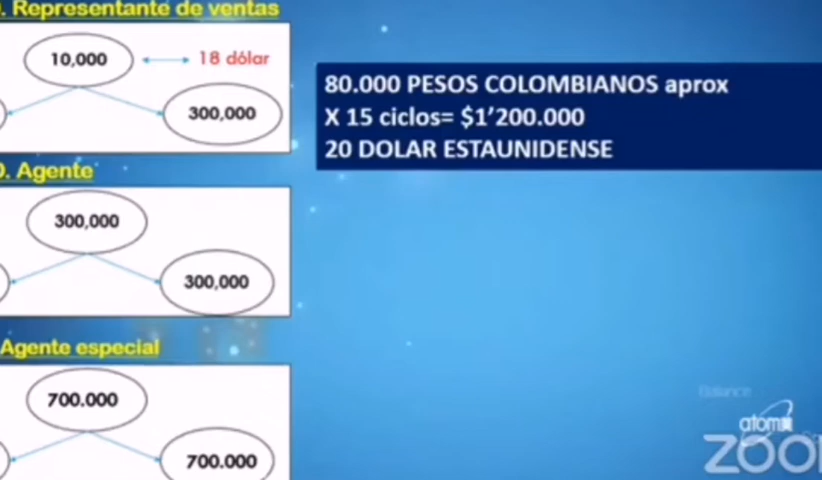 . Representante de ventas
10,000
18 dólar
300,000
80.000 PESOS COLOMBIANOS aprox
X 15 ciclos= $1’200.000
20 DOLAR ESTAUNIDENSE
. Agente
300,000
300,000
Agente especial
700.000
700.000
Balance
atomy
ZOO